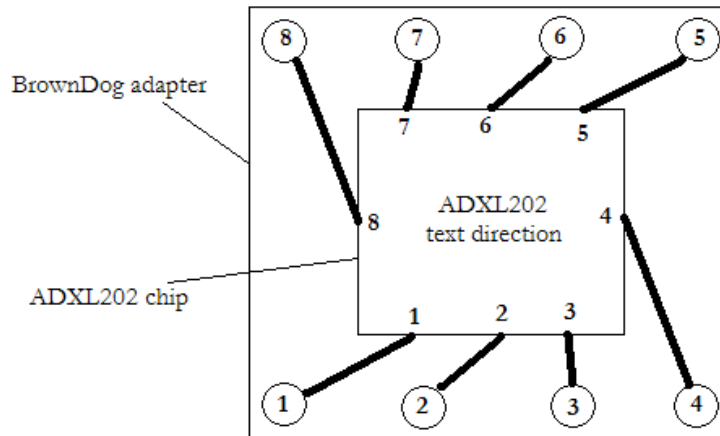 8 7 6 5
BrownDog adapter
7 6 5
ADXL202
text direction
8 4
ADXL202 chip
1 2 3
1 2 3 4